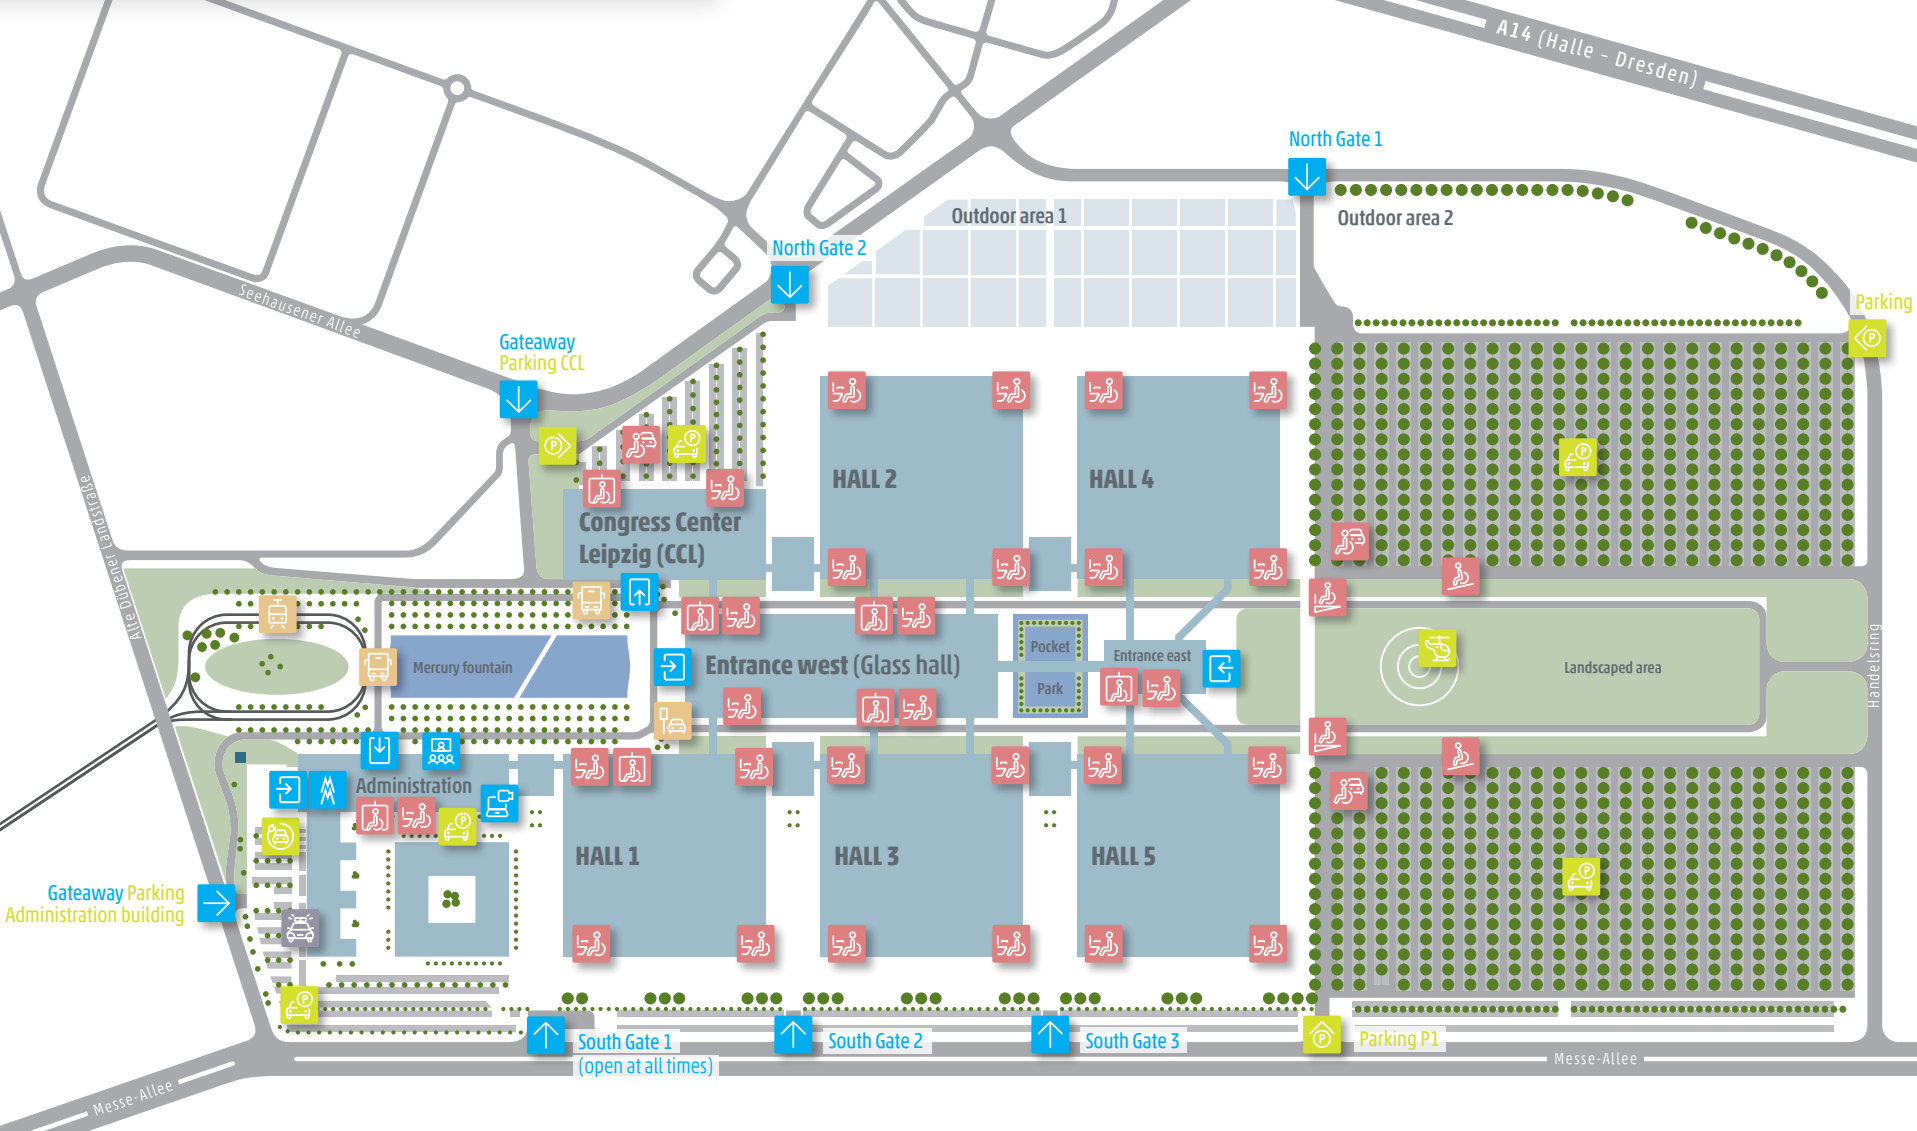 A14 (Halle - Dresden)
North Gate 1
Outdoor area 1
Outdoor area 2
North Gate 2
Seehausener Allee
Parking
Gateaway
Parking CCL
P
P
P
P
HALL 2
HALL 4
Alte Dübener Landstraße
Congress Center
Leipzig (CCL)
Mercury fountain
Entrance west (Glass hall)
Pocket
Park
Entrance east
Landscaped area
Handelsring
Administration
P
HALL 1
HALL 3
HALL 5
P
Gateaway Parking
Administration building
P
South Gate 1
(open at all times)
South Gate 2
South Gate 3
P
Parking P1
Messe-Allee
Messe-Allee